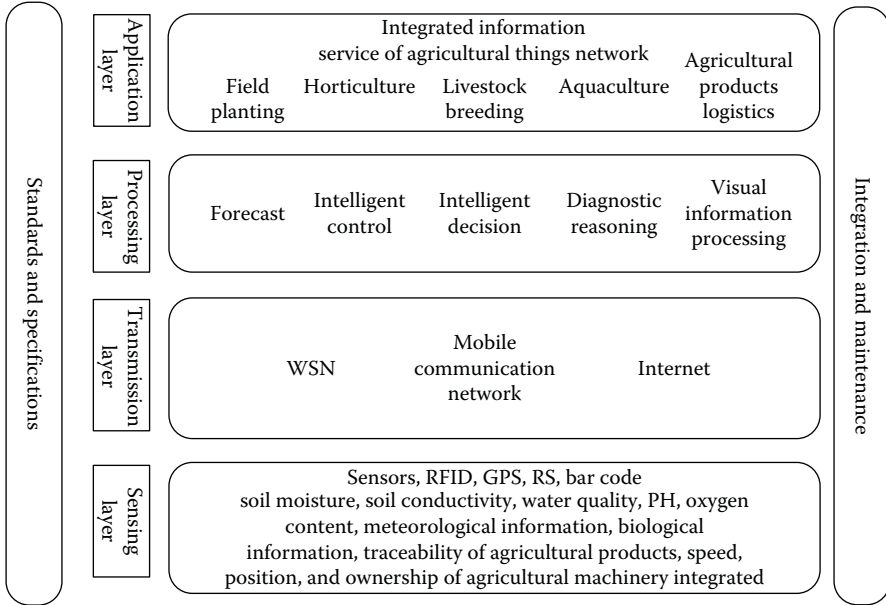 Standards and specifications
Application
layer
Integrated information
service of agricultural things network
Field
planting
Horticulture
Livestock
breeding
Aquaculture
Agricultural
products
logistics
Processing
layer
Forecast
Intelligent
control
Intelligent
decision
Diagnostic
reasoning
Visual
information
processing
Transmission
layer
WSN
Mobile
communication
network
Internet
Sensing
layer
Sensors, RFID, GPS, RS, bar code
soil moisture, soil conductivity, water quality, PH, oxygen
content, meteorological information, biological
information, traceability of agricultural products, speed,
position, and ownership of agricultural machinery integrated
Integration and maintenance